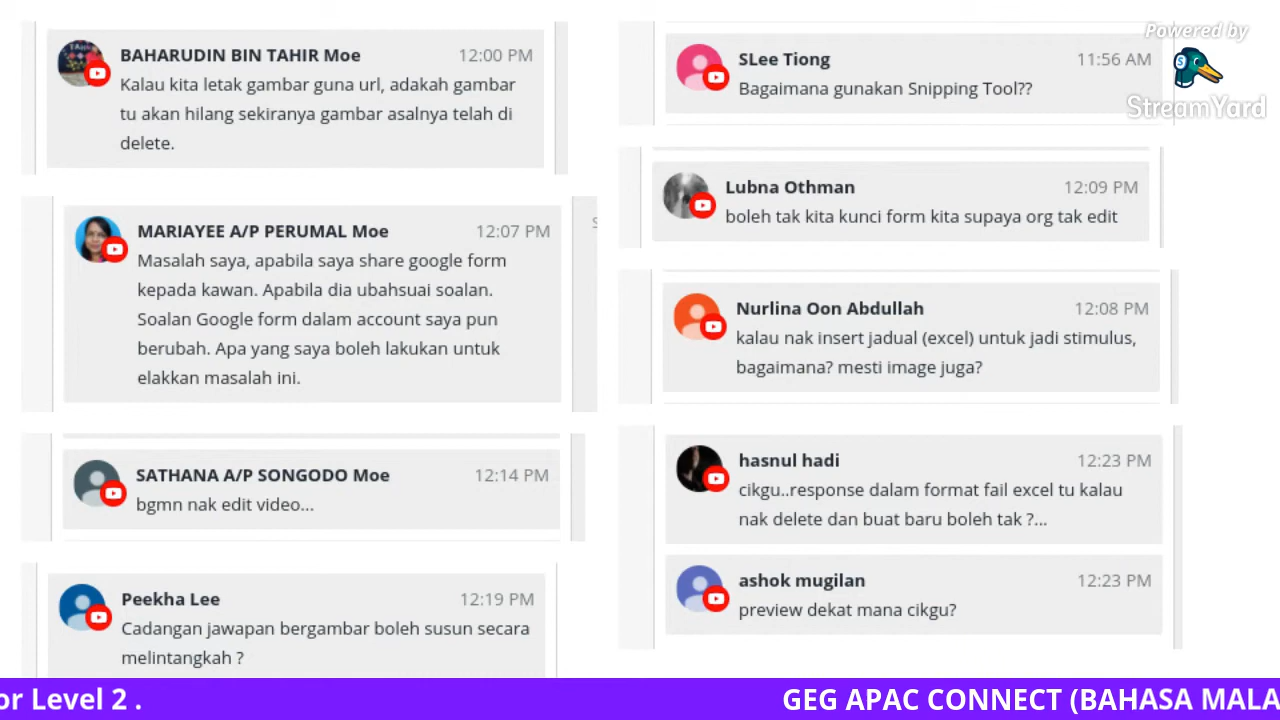 BAHARUDIN BIN TAHIR Moe 12:00 PM
Kalau kita letak gambar guna url, adakah gambar
tu akan hilang sekiranya gambar asalnya telah di
delete.
MARIAYEE A/P PERUMAL Moe 12:07 PM
Masalah saya, apabila saya share google form
kepada kawan. Apabila dia ubahsuai soalan.
Soalan Google form dalam account saya pun
berubah. Apa yang saya boleh lakukan untuk
elakkan masalah ini.
SATHANA A/P SONGODO Moe 12:14 PM
bgmn nak edit video...
Peekha Lee 12:19 PM
Cadangan jawapan bergambar boleh susun secara
melintangkah ?
Powered by
StreamYard
SLee Tiong 11:56 AM
Bagaimana gunakan Snipping Tool??
Lubna Othman 12:09 PM
boleh tak kita kunci form kita supaya org tak edit
Nurlina Oon Abdullah 12:08 PM
kalau nak insert jadual (excel) untuk jadi stimulus,
bagaimana? mesti image juga?
hasnul hadi 12:23 PM
cikgu..response dalam format fail excel tu kalau
nak delete dan buat baru boleh tak ?...
ashok mugilan 12:23 PM
preview dekat mana cikgu?
or Level 2 . GEG APAC CONNECT (BAHASA MALA